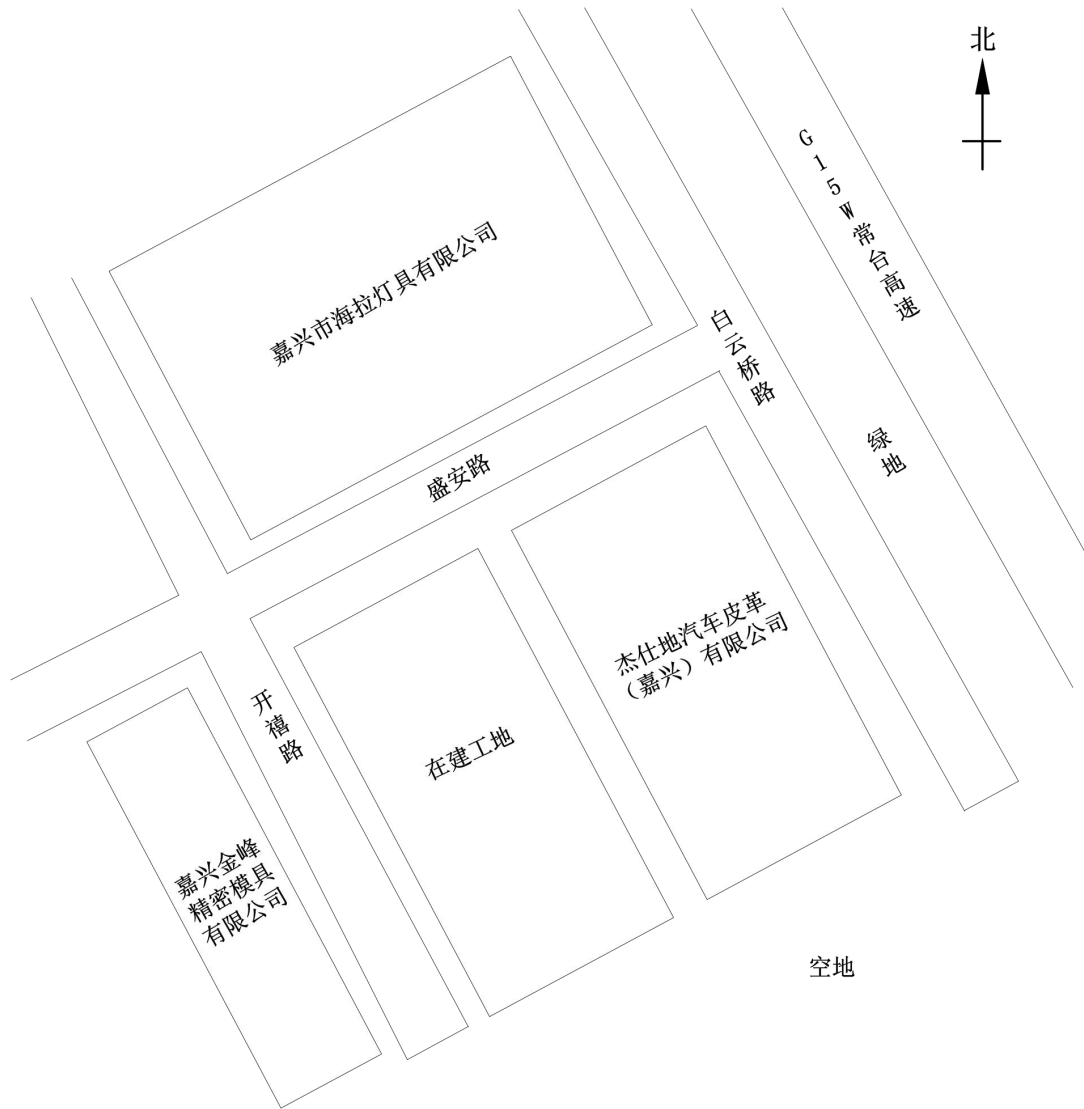 北
G15W常台高速
嘉兴市海拉灯具有限公司
白云桥路
绿地
盛安路
杰仕地汽车皮革
（嘉兴）有限公司
开禧路
在建工地
嘉兴金峰
精密模具
有限公司
空地